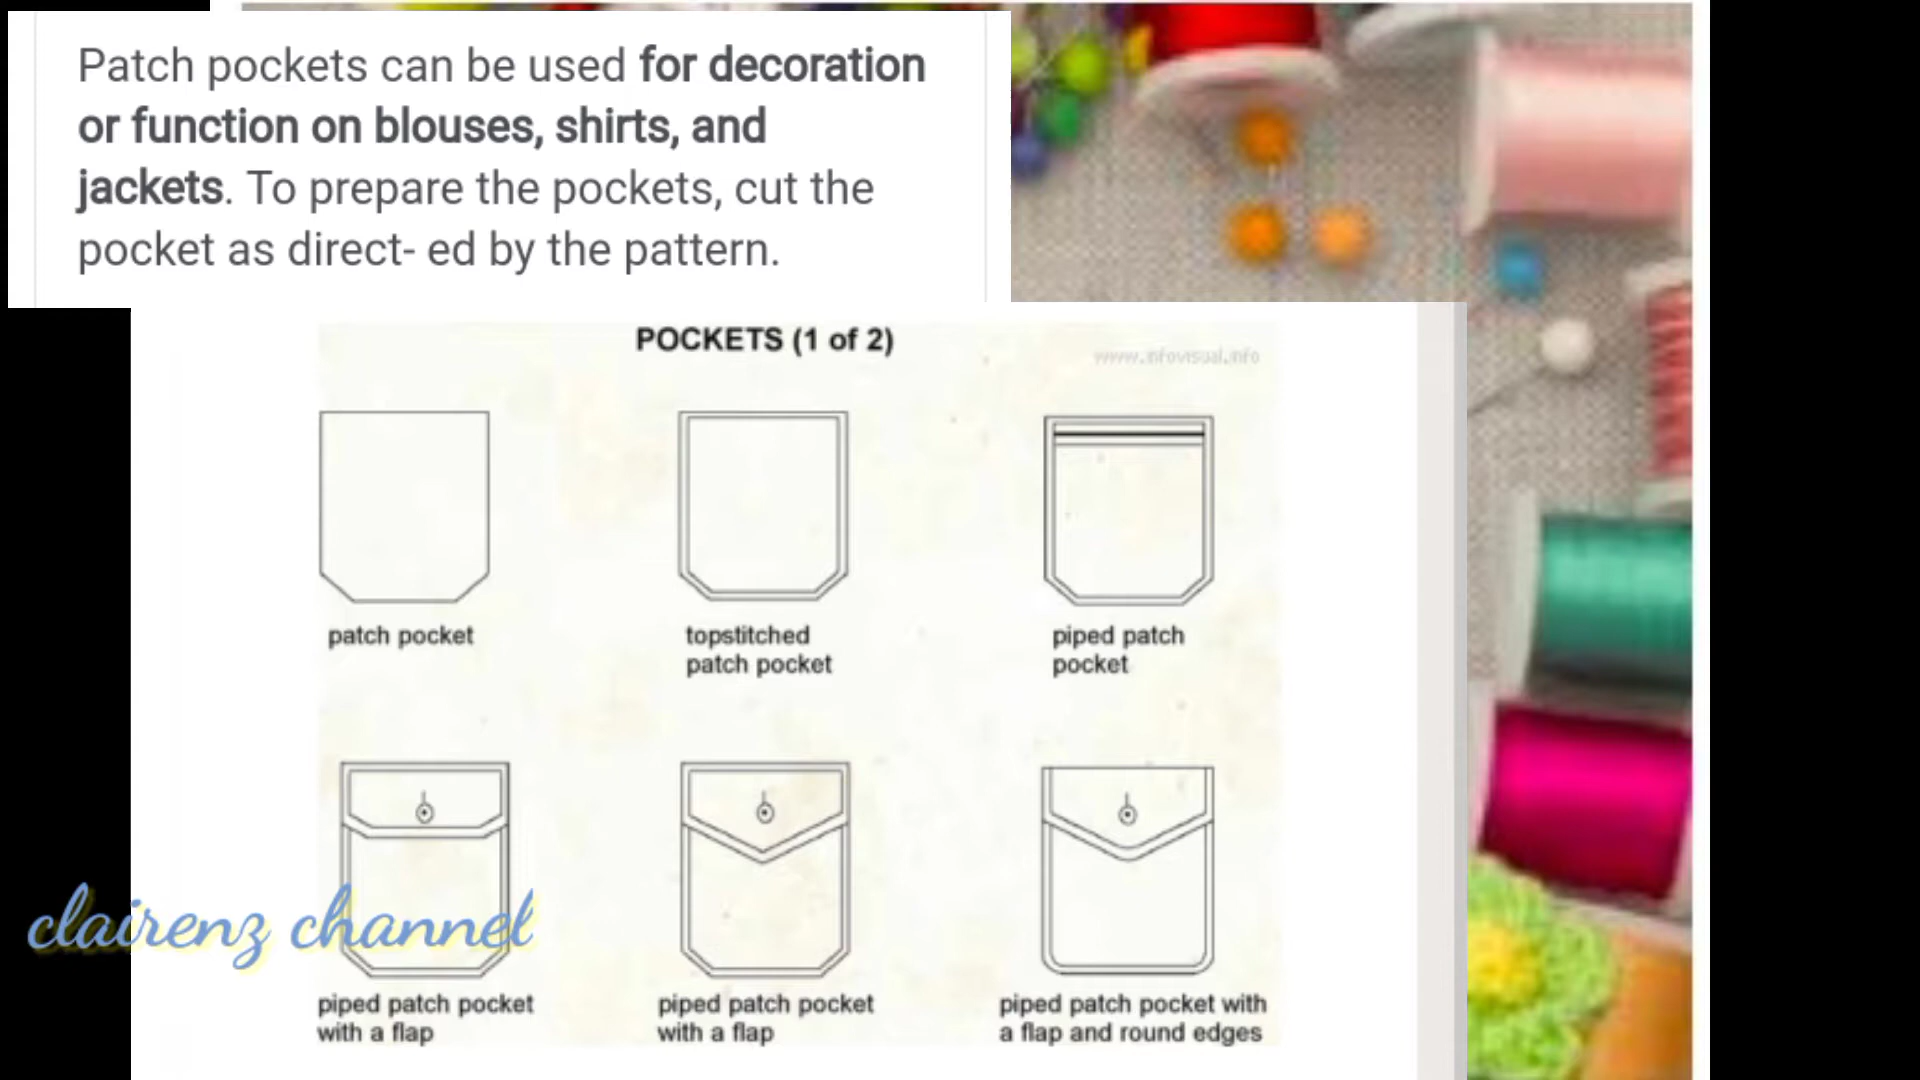 Patch pockets can be used for decoration
or function on blouses, shirts, and
jackets. To prepare the pockets, cut the
pocket as direct- ed by the pattern.
POCKETS (1 of 2)
www.infovisual.info
patch pocket
topstitched
patch pocket
piped patch
pocket
clairenz channel
piped patch pocket
with a flap
piped patch pocket
with a flap
piped patch pocket with
a flap and round edges